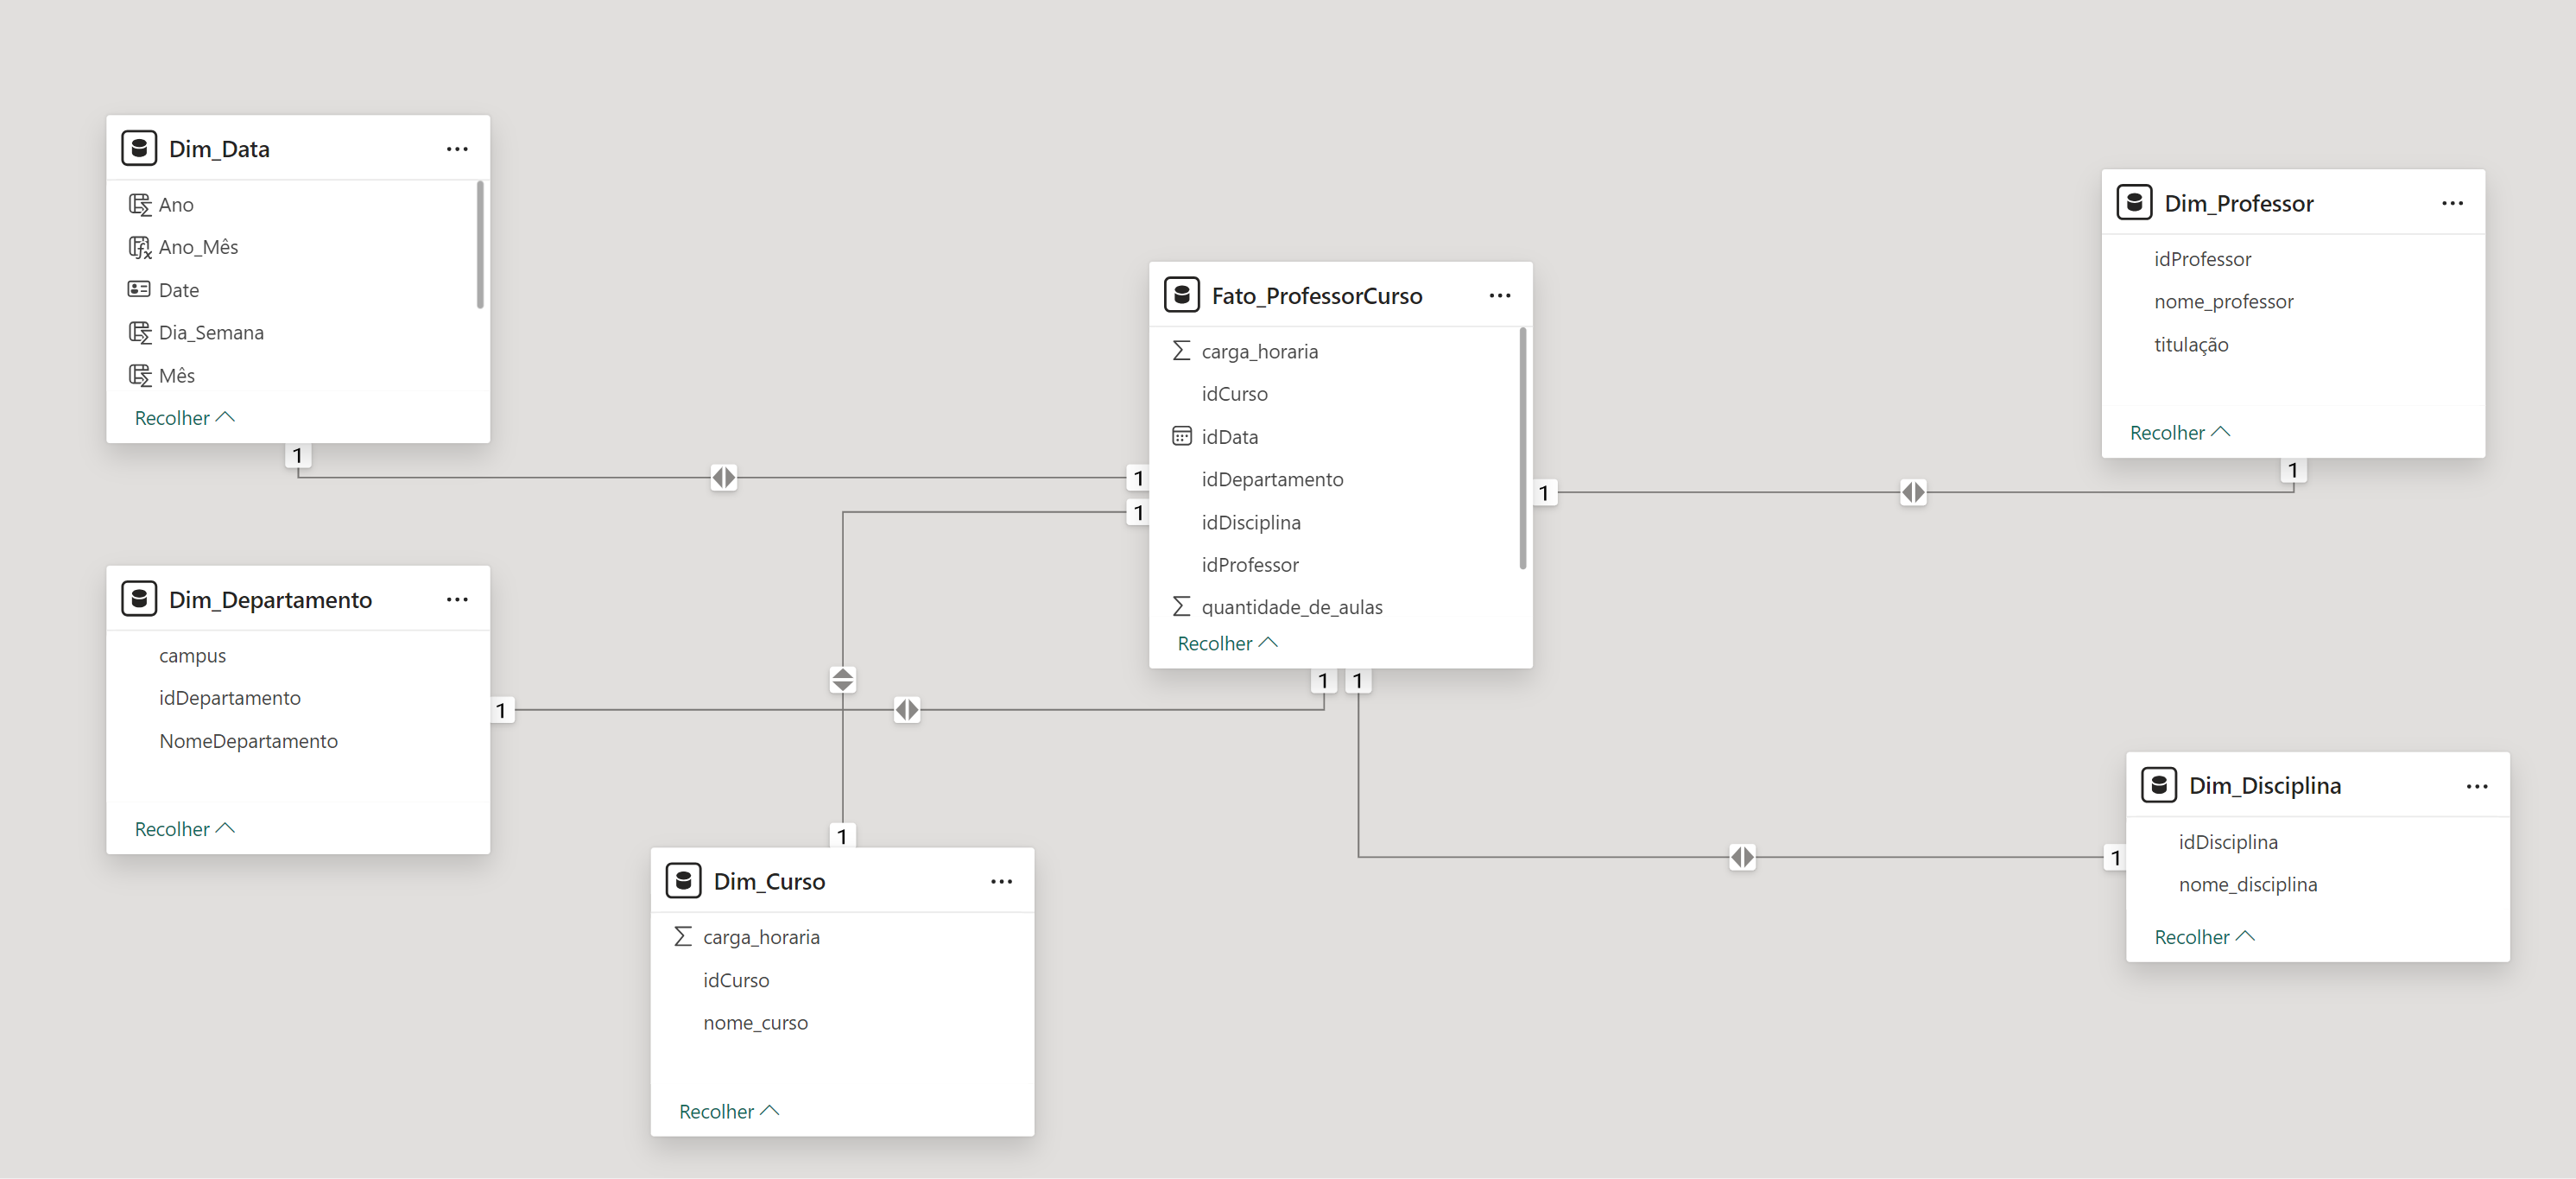 Dim_Data
Ano
Ano_Mês
Date
Dia_Semana
Mês
Recolher
1
Dim_Departamento
campus
idDepartamento
NomeDepartamento
Recolher
1
Dim_Curso
carga_horaria
idCurso
nome_curso
Recolher
1
Fato_ProfessorCurso
carga_horaria
idCurso
idData
idDepartamento
idDisciplina
idProfessor
quantidade_de_aulas
Recolher
1
1
1
1
1
Dim_Professor
idProfessor
nome_professor
titulação
Recolher
1
Dim_Disciplina
idDisciplina
nome_disciplina
Recolher
1